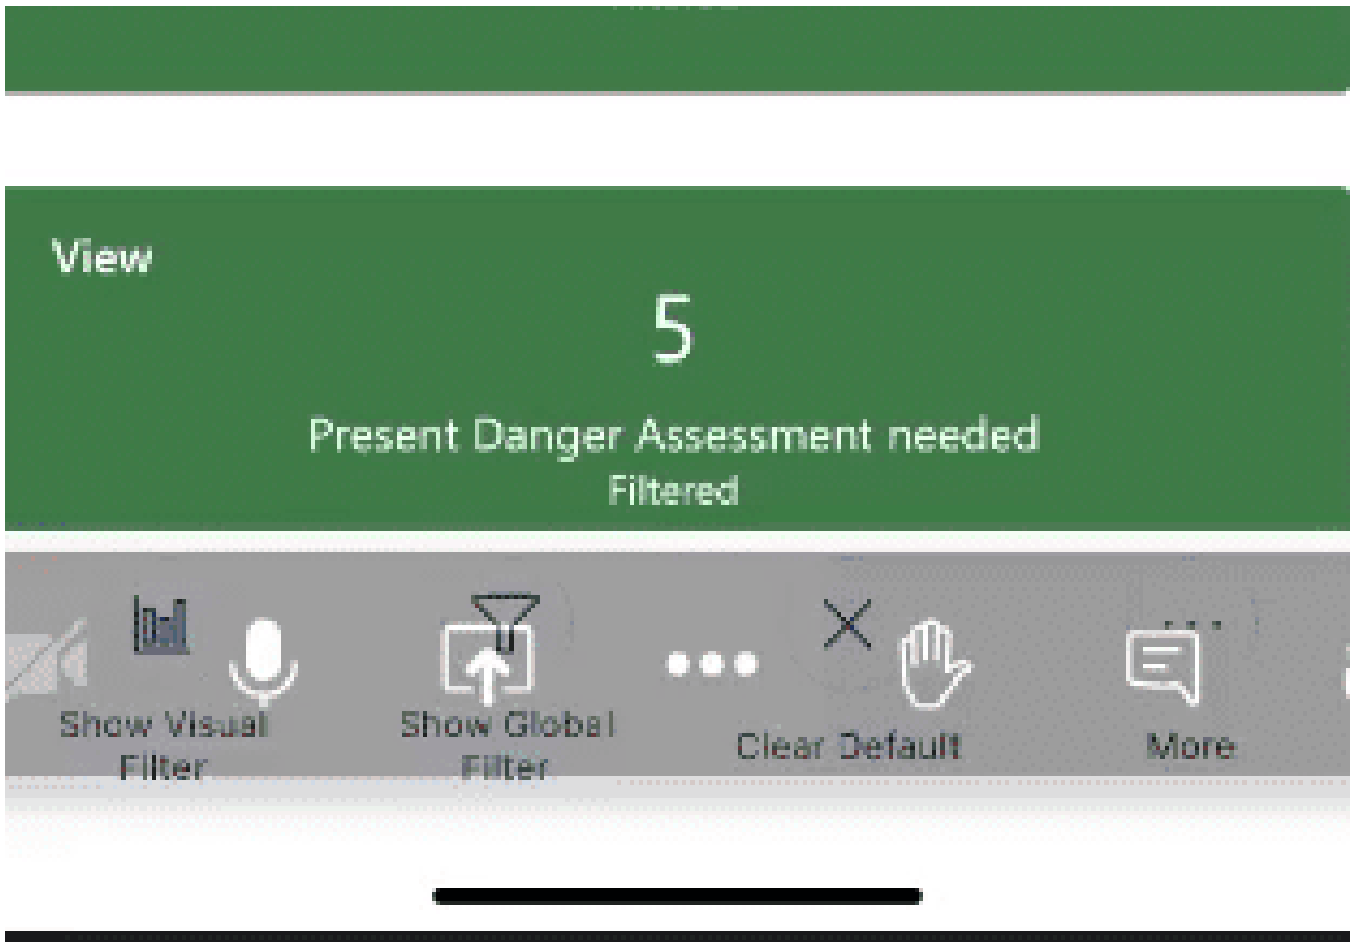 View
5
Present Danger Assessment needed
Filtered
Show Visual
Filter
Show Global
Filter
Clear Default
More